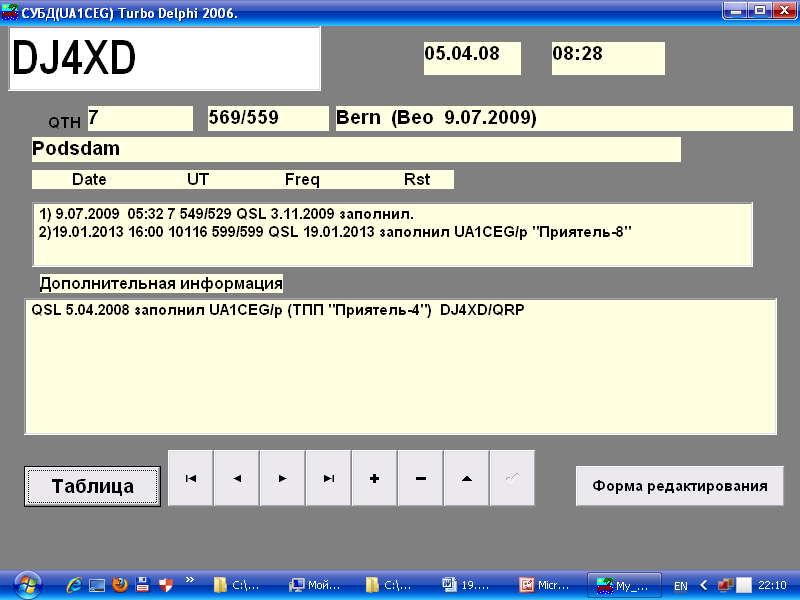 СУБД(UA1CEG) Turbo Delphi 2006.
DJ4XD
05.04.08 08:28
QTH 7 569/559 Bern (Beo 9.07.2009)
Podsdam
Date UT Freq Rst
1) 9.07.2009 05:32 7 549/529 QSL 3.11.2009 заполнил.
2)19.01.2013 16:00 10116 599/599 QSL 19.01.2013 заполнил UA1CEG/p "Приятель-8"
Дополнительная информация
QSL 5.04.2008 заполнил UA1CEG/p (ТПП "Приятель-4") DJ4XD/QRP
Таблица
Форма редактирования
C:\... Мой... C:\... 19.... Micr... My_... EN 22:10